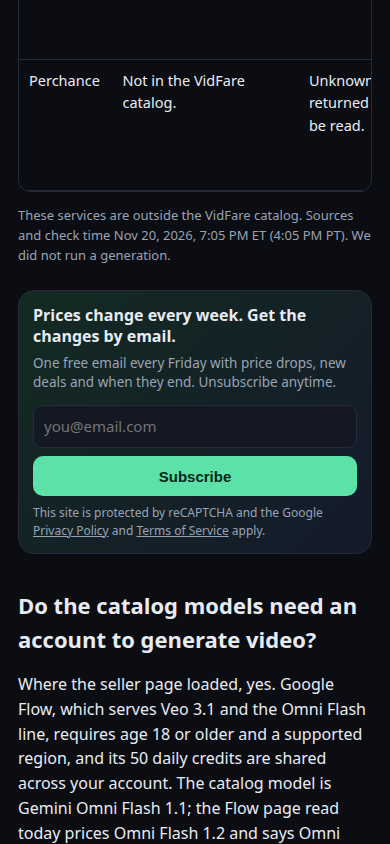 Perchance
Not in the VidFare
catalog.
Unknown
returned
be read.
These services are outside the VidFare catalog. Sources
and check time Nov 20, 2026, 7:05 PM ET (4:05 PM PT). We
did not run a generation.
Prices change every week. Get the
changes by email.
One free email every Friday with price drops, new
deals and when they end. Unsubscribe anytime.
you@email.com
Subscribe
This site is protected by reCAPTCHA and the Google
Privacy Policy and Terms of Service apply.
Do the catalog models need an
account to generate video?
Where the seller page loaded, yes. Google
Flow, which serves Veo 3.1 and the Omni Flash
line, requires age 18 or older and a supported
region, and its 50 daily credits are shared
across your account. The catalog model is
Gemini Omni Flash 1.1; the Flow page read
today prices Omni Flash 1.2 and says Omni